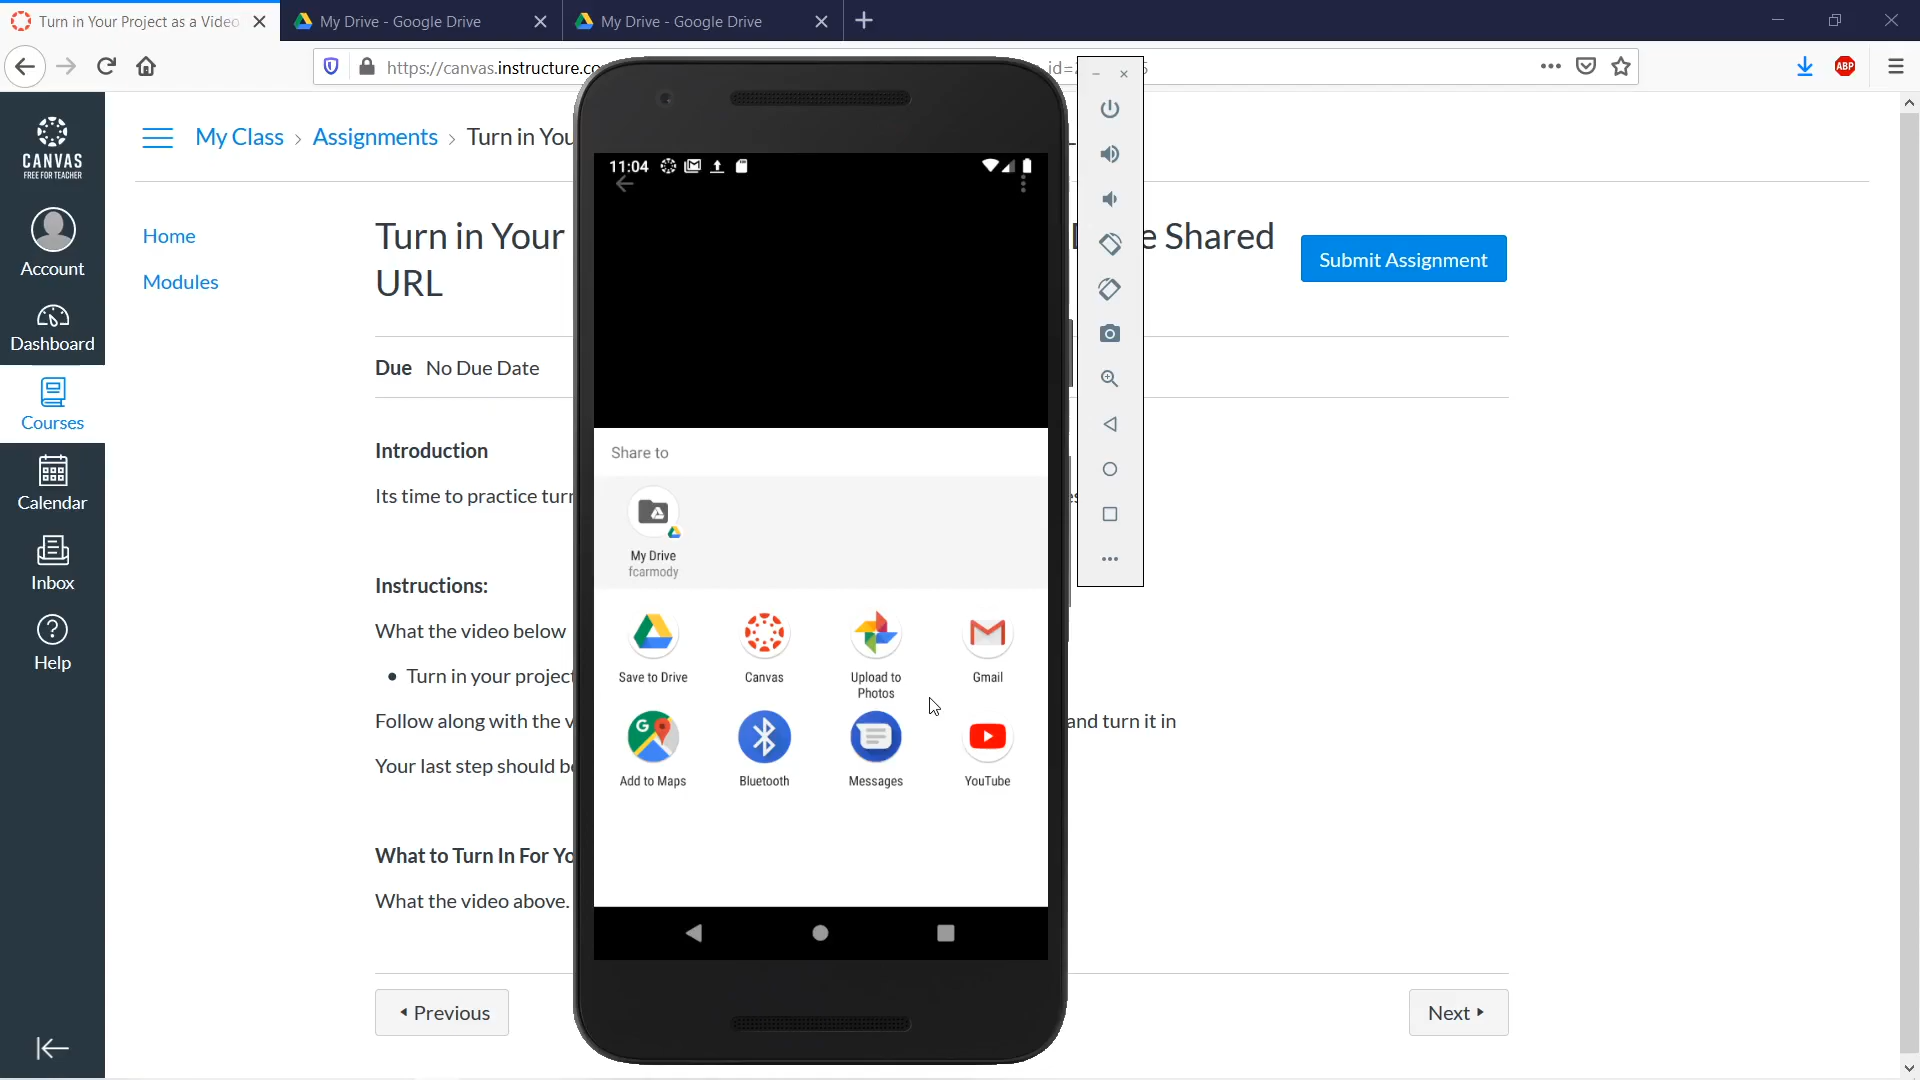 Turn in Your Project as a Video
My Drive - Google Drive
My Drive - Google Drive
https://canvas.instructure.co
id=
ABP
CANVAS
FREE FOR TEACHER
Account
Dashboard
Courses
Calendar
Inbox
Help
My Class › Assignments › Turn in You
Home
Modules
Turn in Your
e Shared
URL
Submit Assignment
Due No Due Date
Introduction
Its time to practice turn
Instructions:
What the video below
• Turn in your project
Follow along with the v
and turn it in
Your last step should be
What to Turn In For Yo
What the video above.
Previous
Next
11:04
Share to
My Drive
fcarmody
Save to Drive
Canvas
Upload to
Photos
Gmail
Add to Maps
Bluetooth
Messages
YouTube